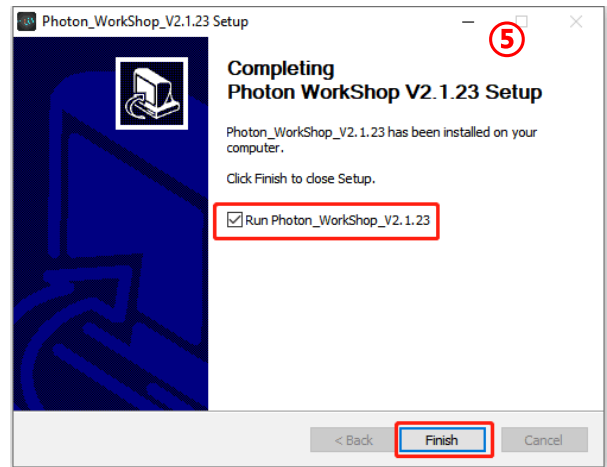 Photon_WorkShop_V2.1.23 Setup
⑤
Completing
Photon WorkShop V2.1.23 Setup
Photon_WorkShop_V2.1.23 has been installed on your
computer.
Click Finish to close Setup.
Run Photon_WorkShop_V2.1.23
< Back Finish Cancel